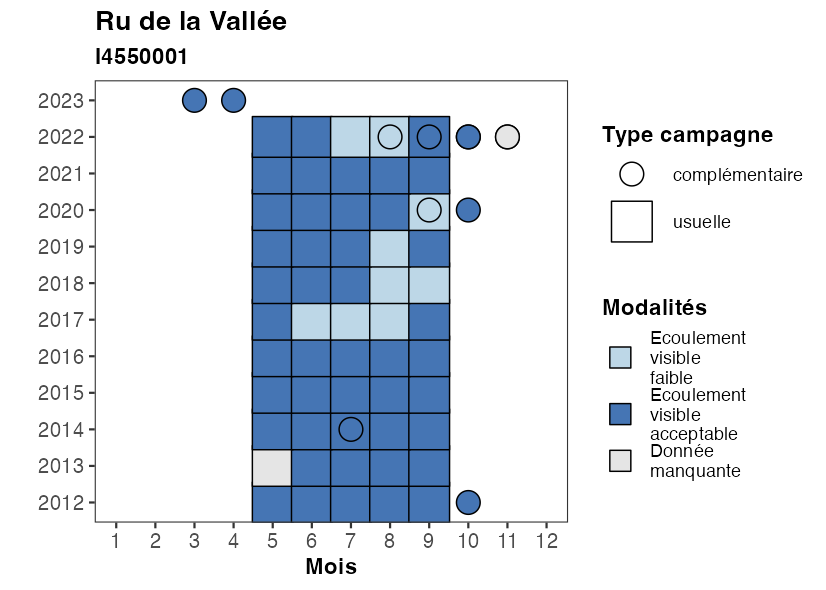 Ru de la Vallée
I4550001
2023
2022
2021
2020
2019
2018
2017
2016
2015
2014
2013
2012
1 2 3 4 5 6 7 8 9 10 11 12
Mois
Type campagne
complémentaire
usuelle
Modalités
Ecoulement
visible
faible
Ecoulement
visible
acceptable
Donnée
manquante